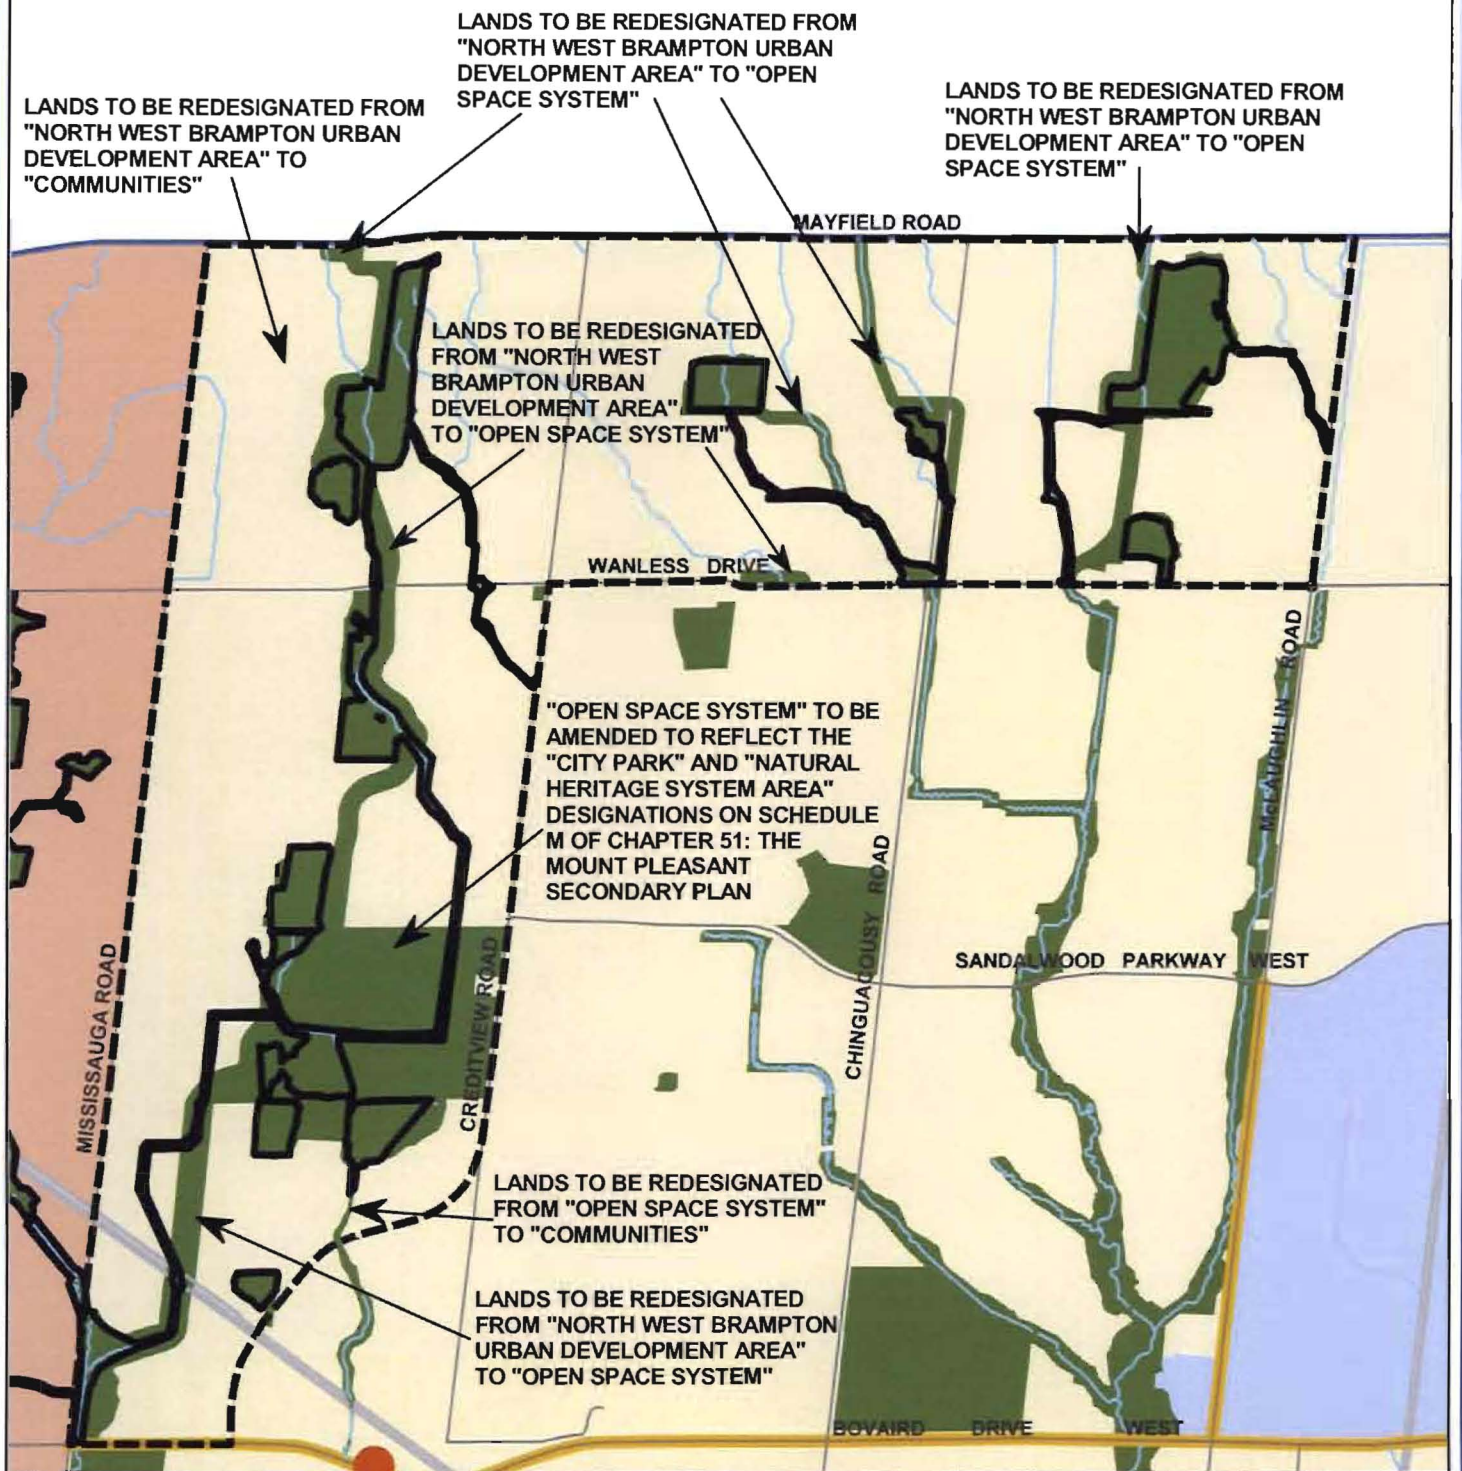 LANDS TO BE REDESIGNATED FROM
"NORTH WEST BRAMPTON URBAN
DEVELOPMENT AREA" TO "OPEN
SPACE SYSTEM"
LANDS TO BE REDESIGNATED FROM
"NORTH WEST BRAMPTON URBAN
DEVELOPMENT AREA" TO
"COMMUNITIES"
LANDS TO BE REDESIGNATED FROM
"NORTH WEST BRAMPTON URBAN
DEVELOPMENT AREA" TO "OPEN
SPACE SYSTEM"
MAYFIELD ROAD
LANDS TO BE REDESIGNATED
FROM "NORTH WEST
BRAMPTON URBAN
DEVELOPMENT AREA"
TO "OPEN SPACE SYSTEM"
WANLESS DRIVE
McLAUGHLIN ROAD
"OPEN SPACE SYSTEM" TO BE
AMENDED TO REFLECT THE
"CITY PARK" AND "NATURAL
HERITAGE SYSTEM AREA"
DESIGNATIONS ON SCHEDULE
M OF CHAPTER 51: THE
MOUNT PLEASANT
SECONDARY PLAN
CHINGUACOUSY ROAD
SANDALWOOD PARKWAY WEST
MISSISSAUGA ROAD
CREDITVIEW ROAD
LANDS TO BE REDESIGNATED
FROM "OPEN SPACE SYSTEM"
TO "COMMUNITIES"
LANDS TO BE REDESIGNATED
FROM "NORTH WEST BRAMPTON
URBAN DEVELOPMENT AREA"
TO "OPEN SPACE SYSTEM"
BOVAIRD DRIVE WEST